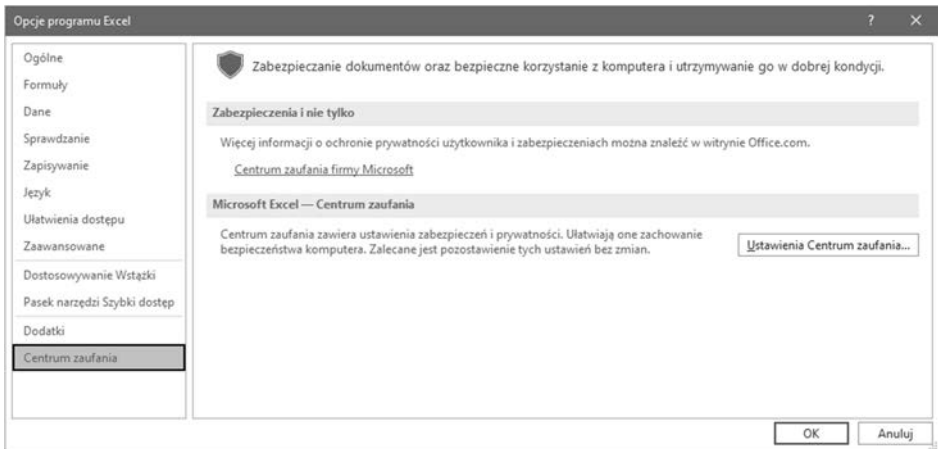 Opcje programu Excel
?
Ogólne
Formuły
Dane
Sprawdzanie
Zapisywanie
Język
Ułatwienia dostępu
Zaawansowane
Dostosowywanie Wstążki
Pasek narzędzi Szybki dostęp
Dodatki
Centrum zaufania
Zabezpieczanie dokumentów oraz bezpieczne korzystanie z komputera i utrzymywanie go w dobrej kondycji.
Zabezpieczenia i nie tylko
Więcej informacji o ochronie prywatności użytkownika i zabezpieczeniach można znaleźć w witrynie Office.com.
Centrum zaufania firmy Microsoft
Microsoft Excel — Centrum zaufania
Centrum zaufania zawiera ustawienia zabezpieczeń i prywatności. Ułatwiają one zachowanie
bezpieczeństwa komputera. Zalecane jest pozostawienie tych ustawień bez zmian.
Ustawienia Centrum zaufania...
OK
Anuluj